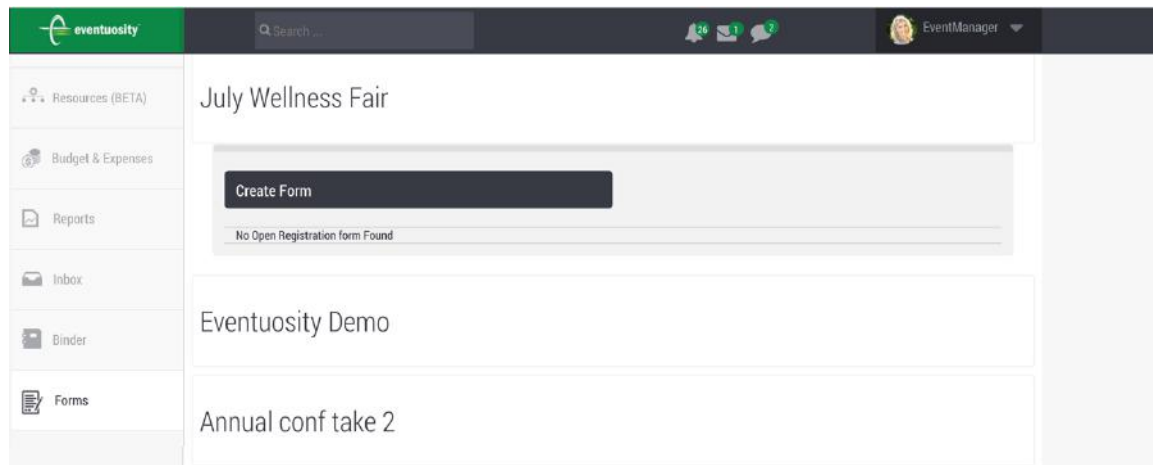 eventuosity
Search ...
26
1
2
EventManager
Resources (BETA)
Budget & Expenses
Reports
Inbox
Binder
Forms
July Wellness Fair
Create Form
No Open Registration form Found
Eventuosity Demo
Annual conf take 2